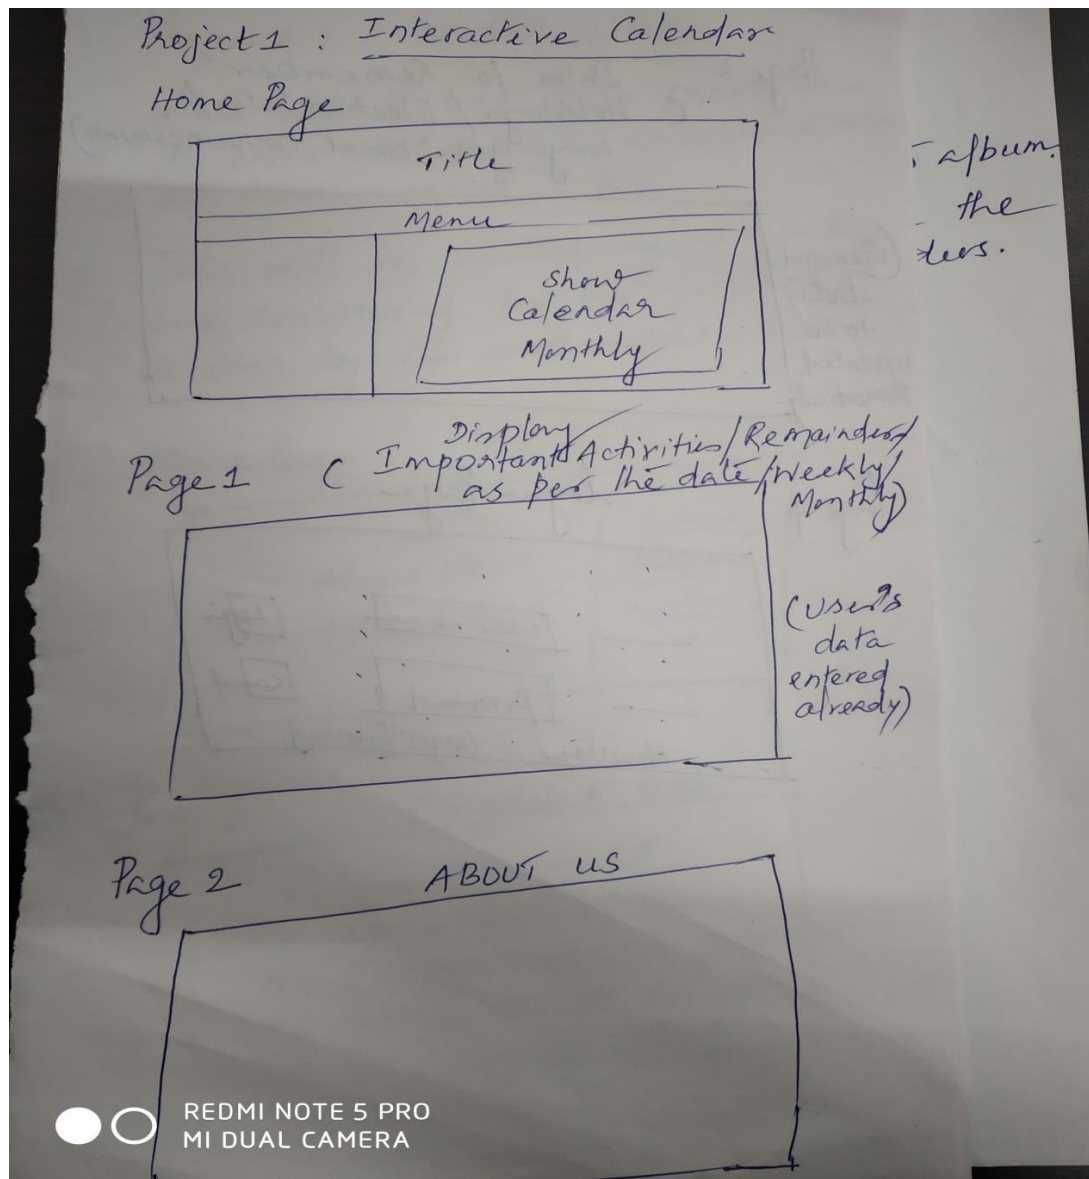 Project 1 : Interactive Calendar
Home Page
Title
Menu
Show
Calendar
Monthly
album.
the
Page 1 ( Display
Important Activities/Remainders/
as per the date/Weekly/
Monthly)
(User's
data
entered
already)
Page 2
ABOUT US
REDMI NOTE 5 PRO
MI DUAL CAMERA